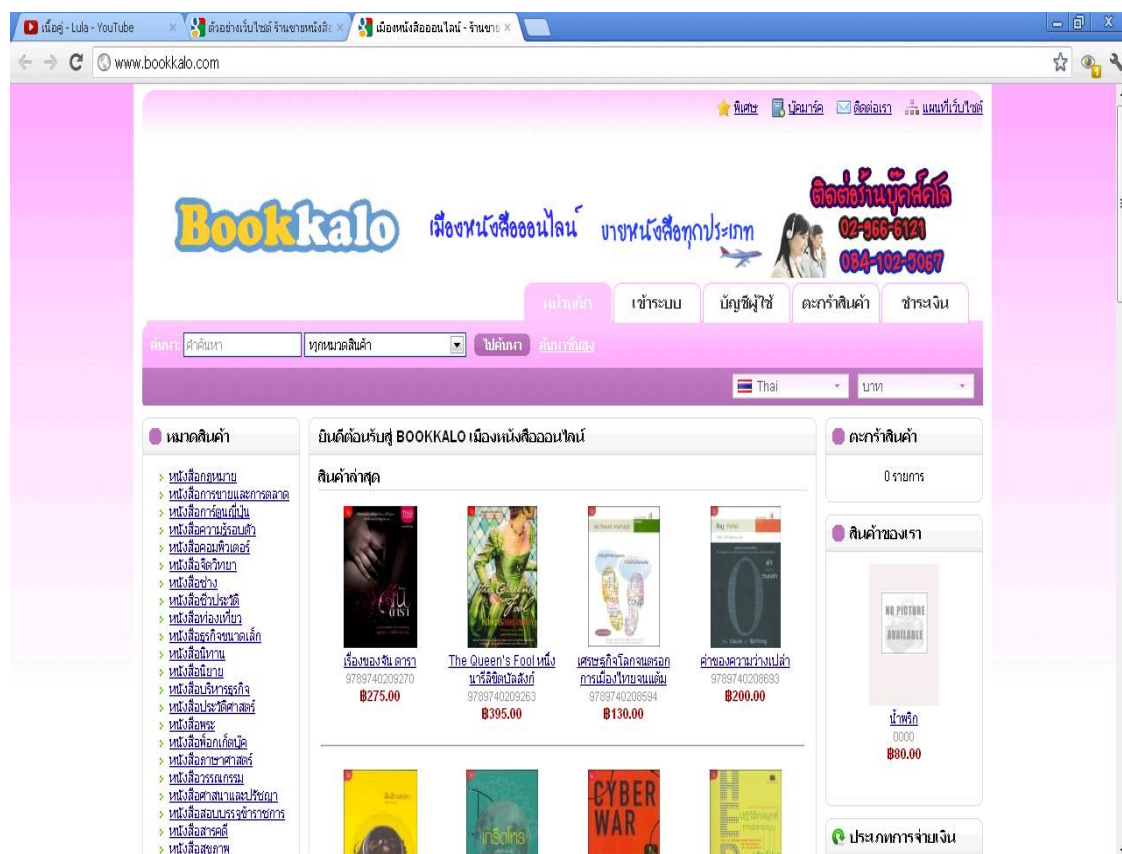 เนื้อคู่ - Lula - YouTube
ตัวอย่างเว็บไซต์ ร้านขายหนังสือ
เมืองหนังสือออนไลน์ - ร้านขาย
www.bookkalo.com
พิเศษ บุ๊คมาร์ค ติดต่อเรา แผนที่เว็บไซต์
Bookkalo เมืองหนังสือออนไลน์ ขายหนังสือทุกประเภท
ติดต่อร้านบุ๊คส์คาโล
02-966-6121
084-102-5067
หน้าหลัก เข้าระบบ บัญชีผู้ใช้ ตะกร้าสินค้า ชำระเงิน
ค้นหา: คำค้นหา ทุกหมวดสินค้า ไปค้นหา ค้นหาขั้นสูง
Thai บาท
หมวดสินค้า
หนังสือกฎหมาย
หนังสือการขายและการตลาด
หนังสือการ์ตูนญี่ปุ่น
หนังสือความรู้รอบตัว
หนังสือคอมพิวเตอร์
หนังสือจิตวิทยา
หนังสือช่าง
หนังสือชีวประวัติ
หนังสือท่องเที่ยว
หนังสือธุรกิจขนาดเล็ก
หนังสือนิทาน
หนังสือนิยาย
หนังสือบริหารธุรกิจ
หนังสือประวัติศาสตร์
หนังสือพระ
หนังสือพ็อกเก็ตบุ๊ค
หนังสือภาษาศาสตร์
หนังสือวรรณกรรม
หนังสือศาสนาและปรัชญา
หนังสือสอบบรรจุข้าราชการ
หนังสือสารคดี
หนังสือสุขภาพ
ยินดีต้อนรับสู่ BOOKKALO เมืองหนังสือออนไลน์
สินค้าล่าสุด
The Queen's Fool
เรื่องของจัน ดารา
9789740209270
฿275.00
The Queen's Fool หนึ่ง
นารีลิขิตบัลลังก์
9789740209263
฿395.00
เศรษฐกิจโลกจนตรอก
การเมืองไทยจนแต้ม
9789740208594
฿130.00
ค่าของความว่างเปล่า
9789740208693
฿200.00
CYBER
WAR
ตะกร้าสินค้า
0 รายการ
สินค้าของเรา
NO PICTURE
AVAILABLE
น้ำพริก
0000
฿80.00
ประเภทการจ่ายเงิน